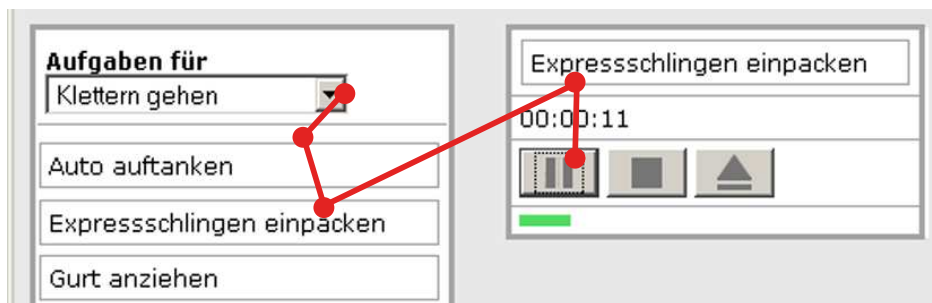 Aufgaben für
Klettern gehen
Auto auftanken
Expressschlingen einpacken
Gurt anziehen
Expressschlingen einpacken
00:00:11